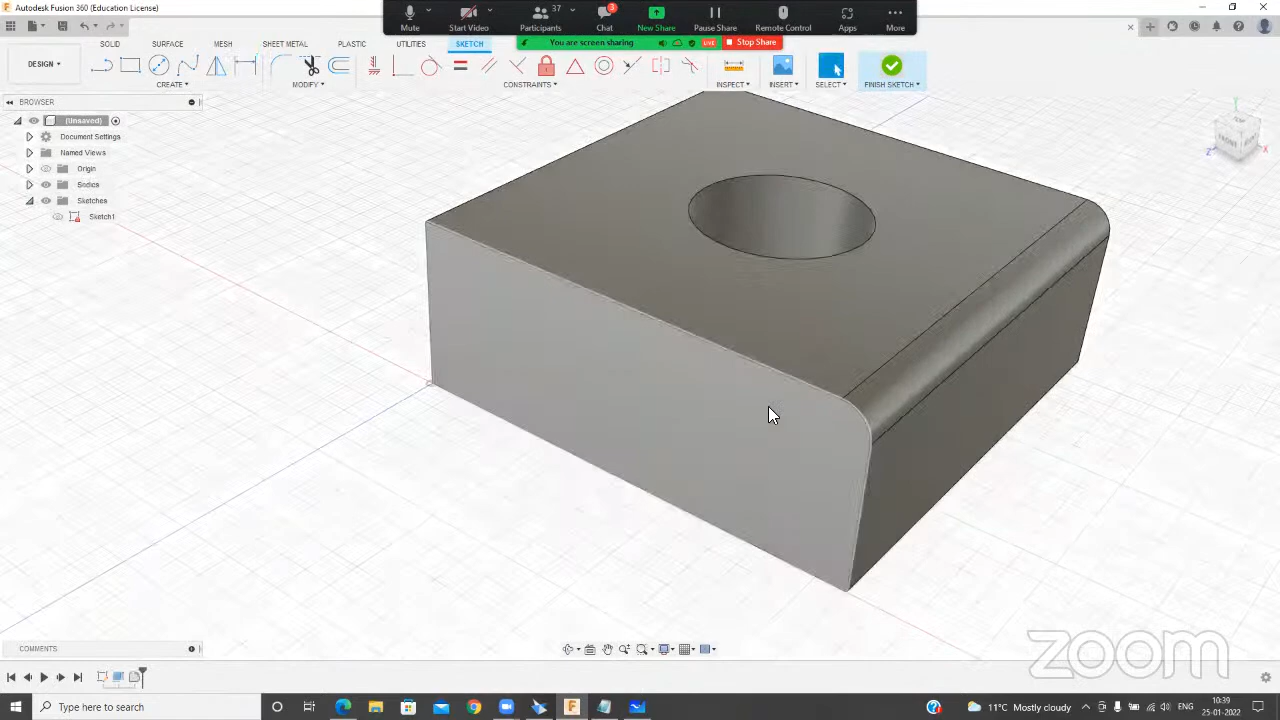 Autodesk Fusion 360 (Education License)
Mute
Start Video
37
Participants
3
Chat
New Share
Pause Share
Remote Control
Apps
More
You are screen sharing
LIVE
Stop Share
SOLID
SURFACE
MESH
SHEET METAL
PLASTIC
UTILITIES
SKETCH
DESIGN
MODIFY
CONSTRAINTS
INSPECT
INSERT
SELECT
FINISH SKETCH
BROWSER
(Unsaved)
Document Settings
Named Views
Origin
Bodies
Sketches
Sketch1
Y
FRONT
Z
X
COMMENTS
zoom
Type here to search
11°C Mostly cloudy
10:39
25-01-2022